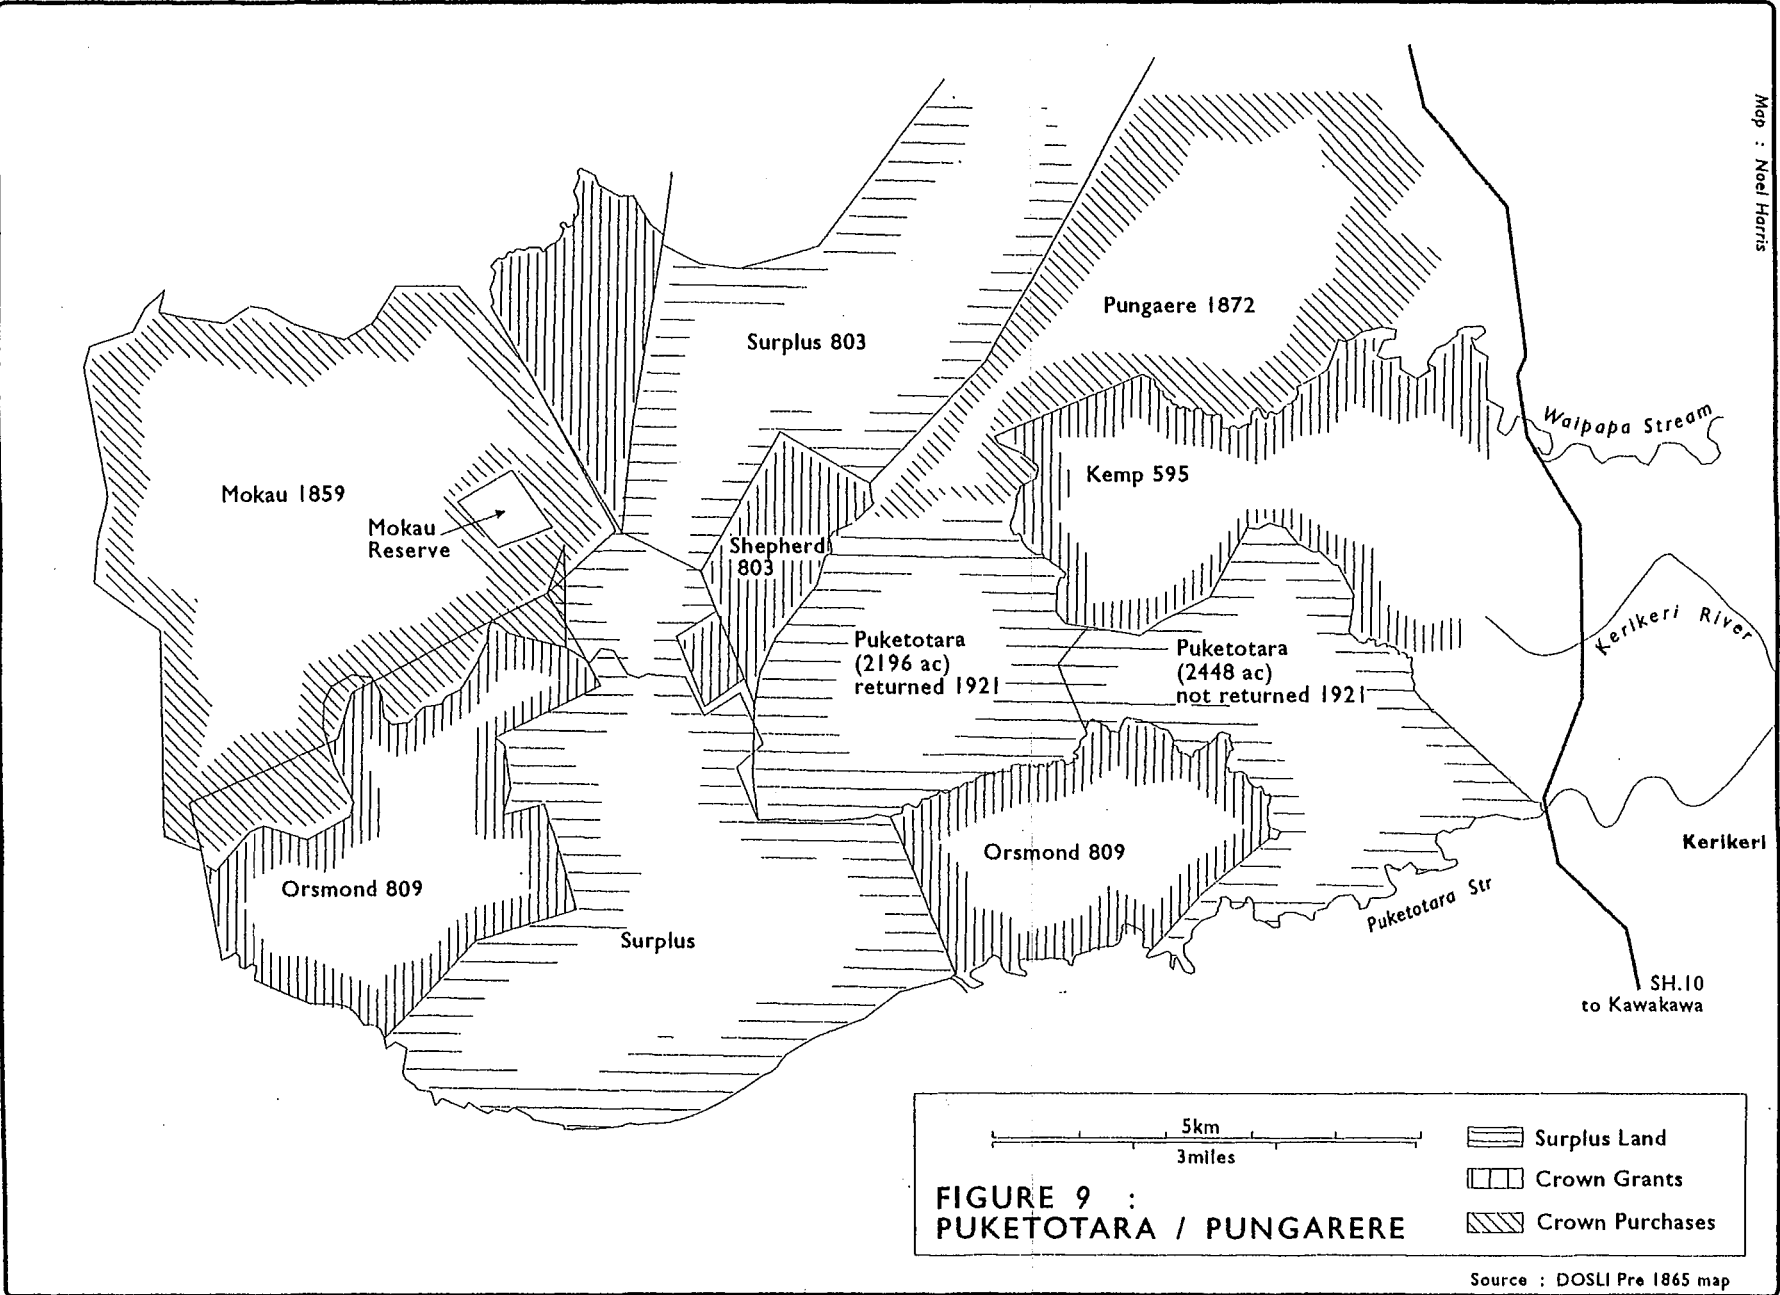 Map : Noel Harris
Pungaere 1872
Surplus 803
Waipapa Stream
Kemp 595
Mokau 1859
Mokau
Reserve
Shepherd
803
Kerikeri River
Puketotara
(2196 ac)
returned 1921
Puketotara
(2448 ac)
not returned 1921
Kerikeri
Orsmond 809
Orsmond 809
Puketotara Str
Surplus
SH.10
to Kawakawa
5km
3miles
FIGURE 9 :
PUKETOTARA / PUNGARERE
Surplus Land
Crown Grants
Crown Purchases
Source : DOSLI Pre 1865 map